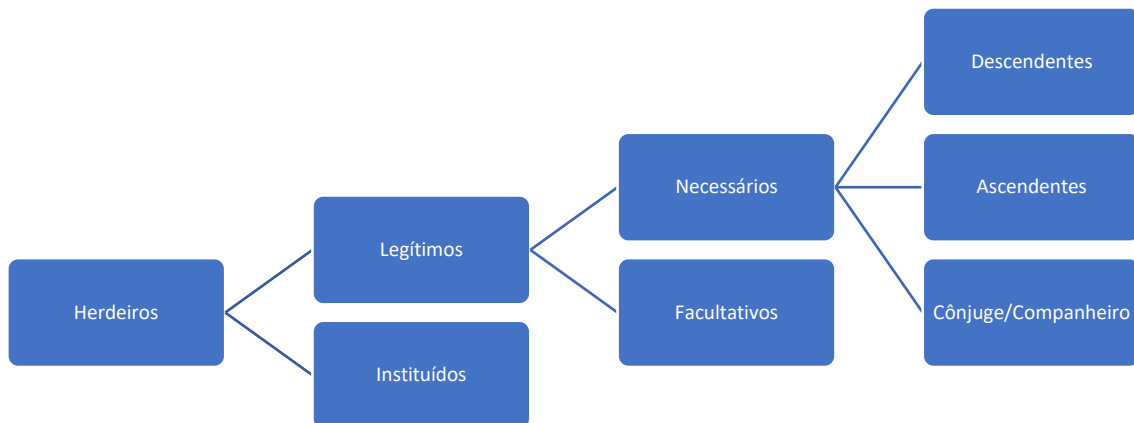 Herdeiros
Legítimos
Instituídos
Necessários
Facultativos
Descendentes
Ascendentes
Cônjuge/Companheiro